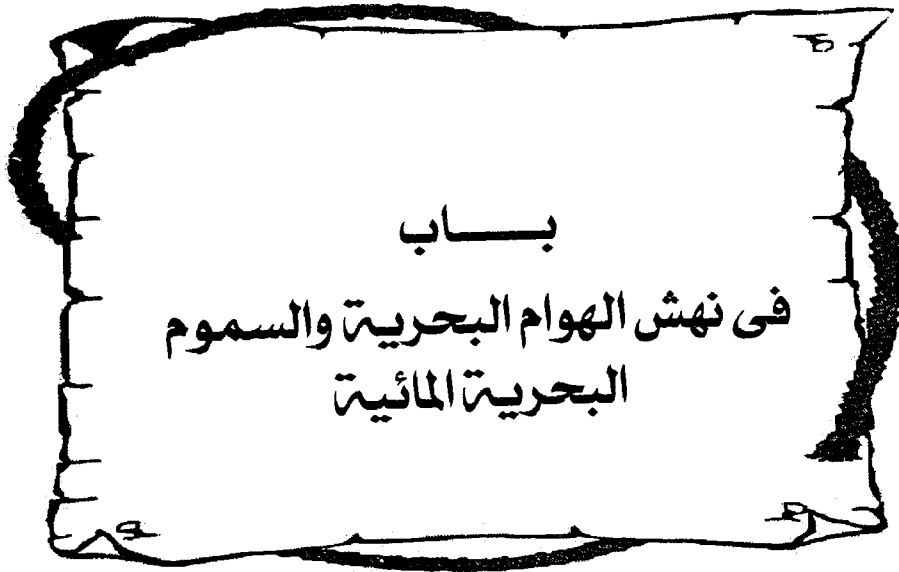 بـــــاب
فى نهش الهوام البحرية والسموم
البحرية المائية